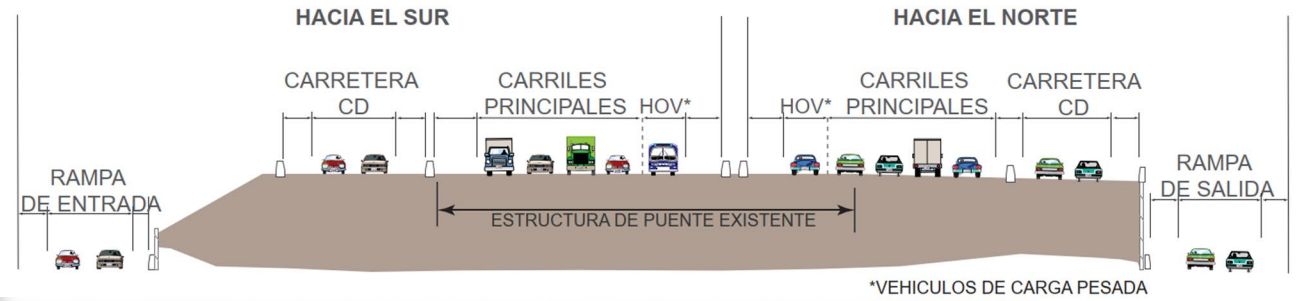 HACIA EL SUR
HACIA EL NORTE
CARRETERA
CD
CARRILES
PRINCIPALES
HOV*
HOV*
CARRILES
PRINCIPALES
CARRETERA
CD
RAMPA
DE ENTRADA
RAMPA
DE SALIDA
ESTRUCTURA DE PUENTE EXISTENTE
*VEHICULOS DE CARGA PESADA